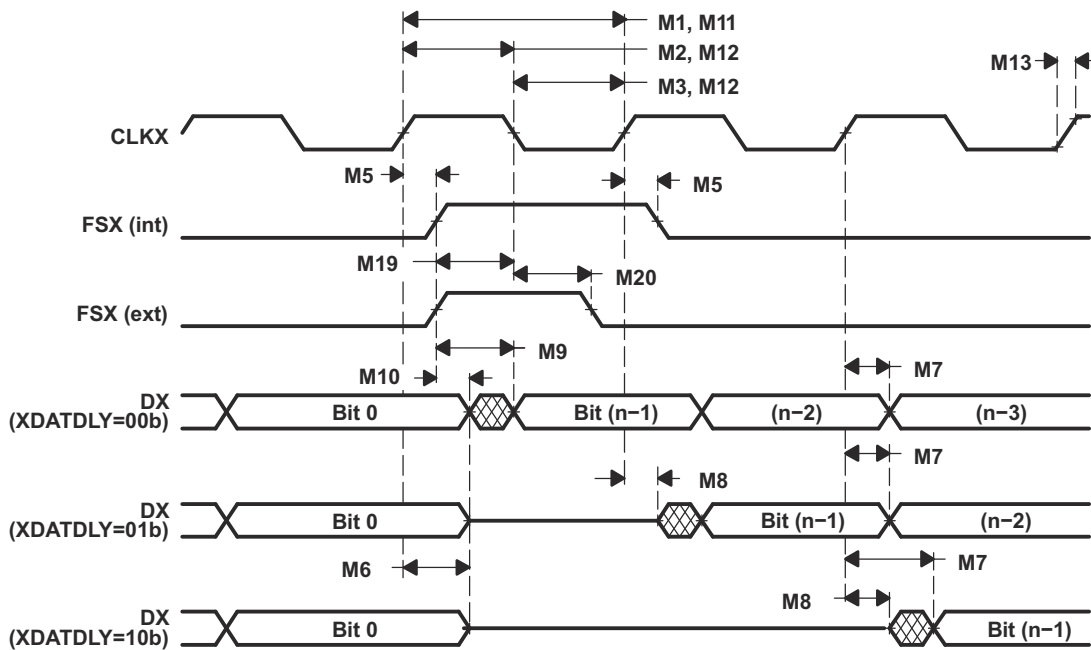 M1, M11
M2, M12
M13
M3, M12
CLKX
M5
M5
FSX (int)
M19
M20
FSX (ext)
M9
M10
M7
DX
(XDATDLY=00b)
Bit 0
Bit (n−1)
(n−2)
(n−3)
M7
M8
DX
(XDATDLY=01b)
Bit 0
Bit (n−1)
(n−2)
M6
M7
M8
DX
(XDATDLY=10b)
Bit 0
Bit (n−1)